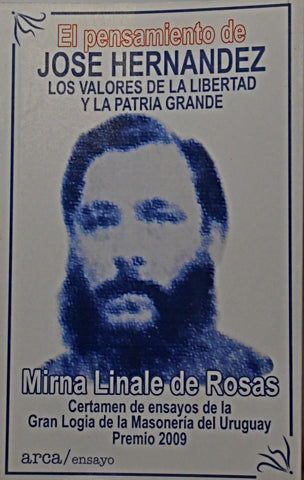 El pensamiento de
JOSE HERNANDEZ
LOS VALORES DE LA LIBERTAD
Y LA PATRIA GRANDE
Mirna Linale de Rosas
Certamen de ensayos de la
Gran Logia de la Masonería del Uruguay
Premio 2009
arca/ensayo